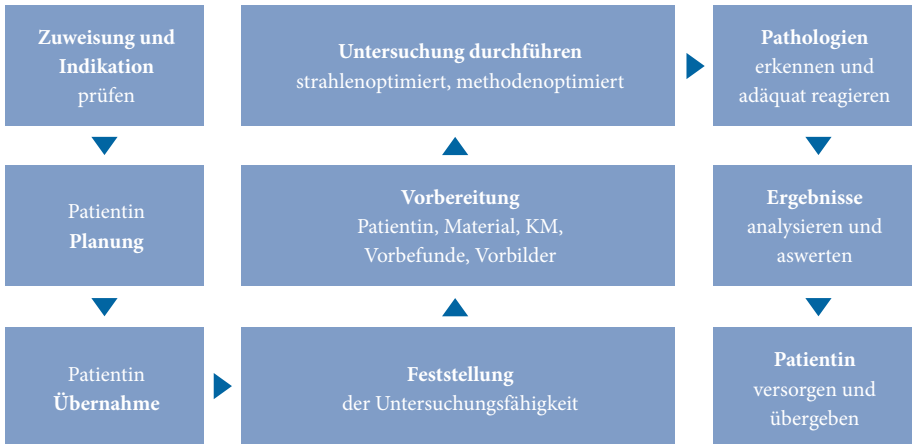 Zuweisung und
Indikation
prüfen
Patientin
Planung
Patientin
Übernahme
Feststellung
der Untersuchungsfähigkeit
Vorbereitung
Patientin, Material, KM,
Vorbefunde, Vorbilder
Untersuchung durchführen
strahlenoptimiert, methodenoptimiert
Pathologien
erkennen und
adäquat reagieren
Ergebnisse
analysieren und
aswerten
Patientin
versorgen und
übergeben